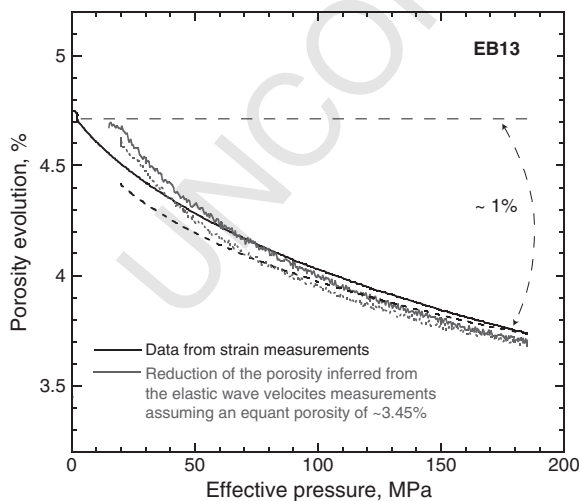 EB13
UNCO
Porosity evolution, %
5
4.5
4
3.5
~ 1%
Data from strain measurements
Reduction of the porosity inferred from
the elastic wave velocites measurements
assuming an equant porosity of ~3.45%
0
50
100
150
200
Effective pressure, MPa